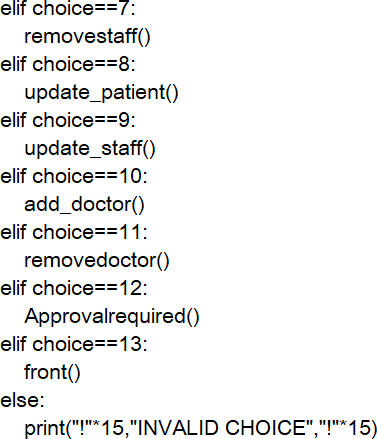 elif choice==7:
    removestaff()
elif choice==8:
    update_patient()
elif choice==9:
    update_staff()
elif choice==10:
    add_doctor()
elif choice==11:
    removedoctor()
elif choice==12:
    Approvalrequired()
elif choice==13:
    front()
else:
    print("!"*15,"INVALID CHOICE","!"*15)